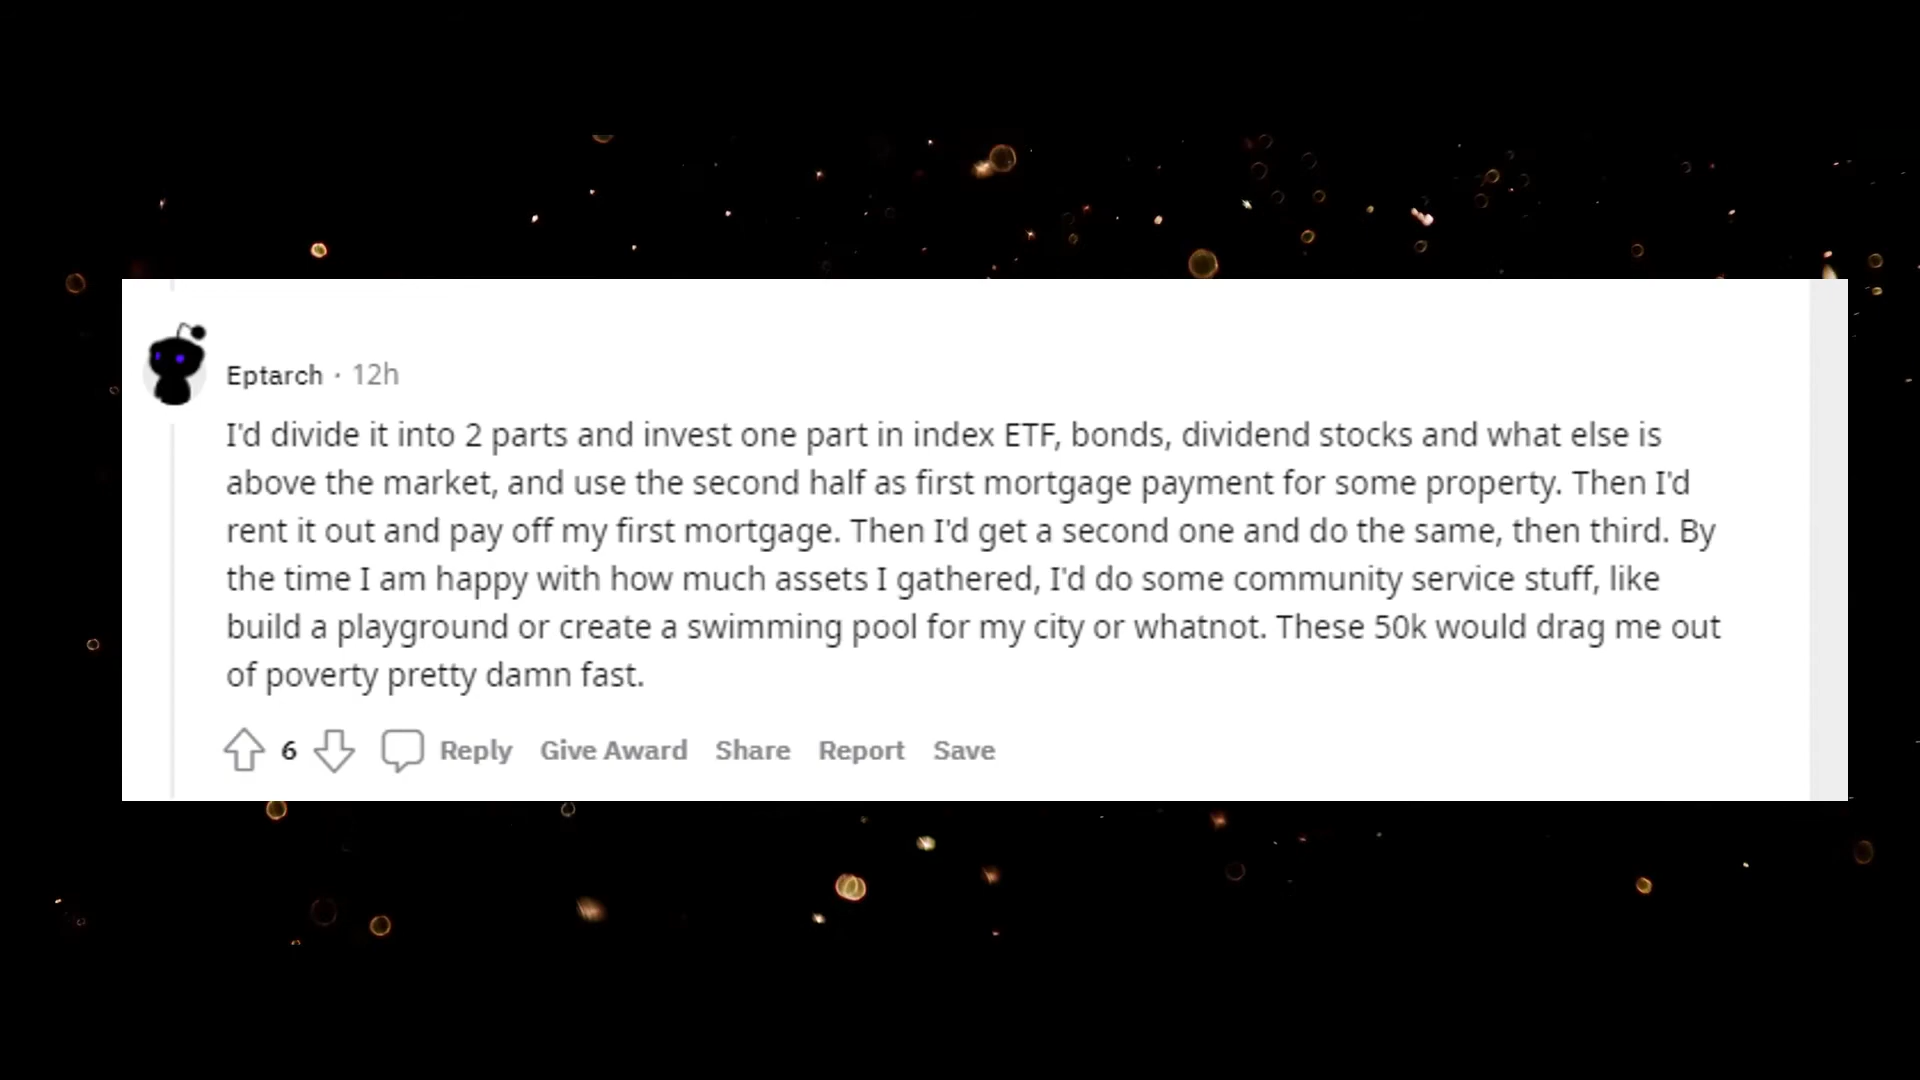 Eptarch · 12h
I'd divide it into 2 parts and invest one part in index ETF, bonds, dividend stocks and what else is
above the market, and use the second half as first mortgage payment for some property. Then I'd
rent it out and pay off my first mortgage. Then I'd get a second one and do the same, then third. By
the time I am happy with how much assets I gathered, I'd do some community service stuff, like
build a playground or create a swimming pool for my city or whatnot. These 50k would drag me out
of poverty pretty damn fast.
6 Reply Give Award Share Report Save